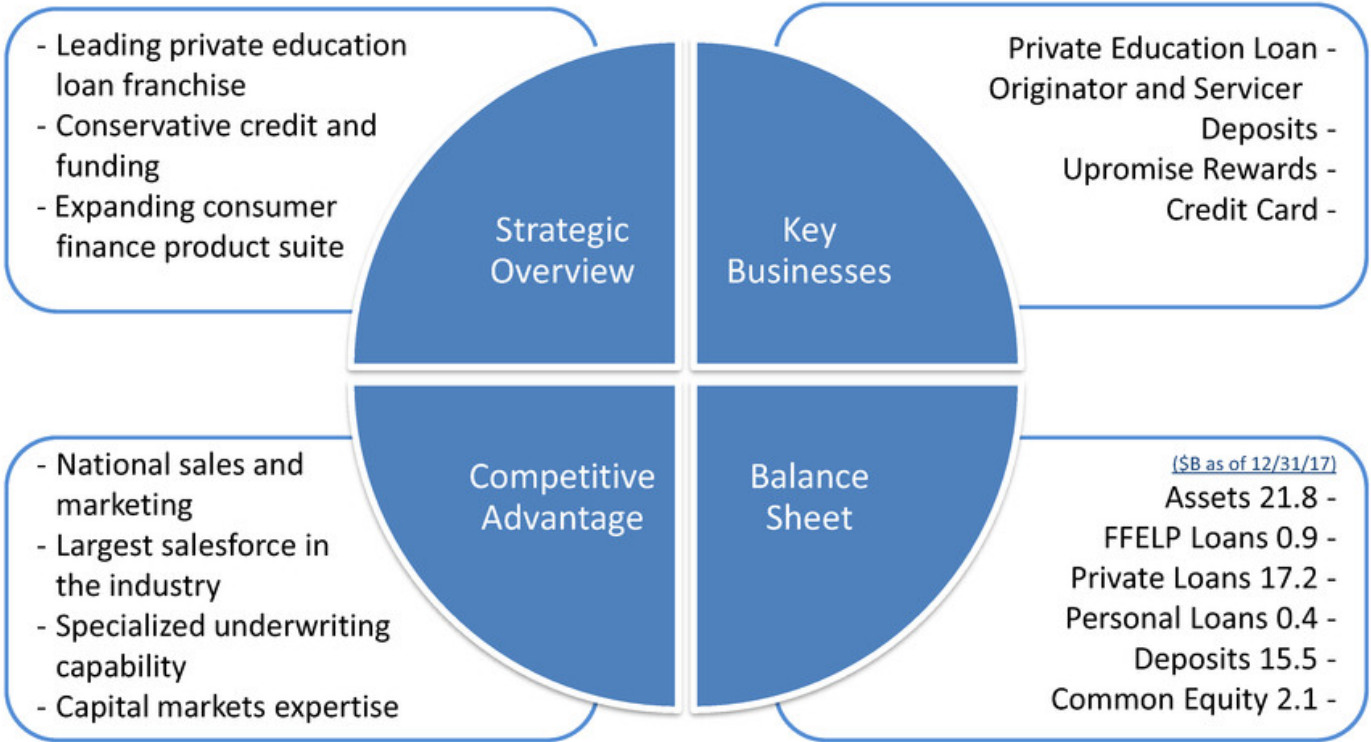 - Leading private education
loan franchise
- Conservative credit and
funding
- Expanding consumer
finance product suite
Strategic
Overview
Private Education Loan -
Originator and Servicer
Deposits -
Upromise Rewards -
Credit Card -
Key
Businesses
- National sales and
marketing
- Largest salesforce in
the industry
- Specialized underwriting
capability
- Capital markets expertise
Competitive
Advantage
Balance
Sheet
($B as of 12/31/17)
Assets 21.8 -
FFELP Loans 0.9 -
Private Loans 17.2 -
Personal Loans 0.4 -
Deposits 15.5 -
Common Equity 2.1 -